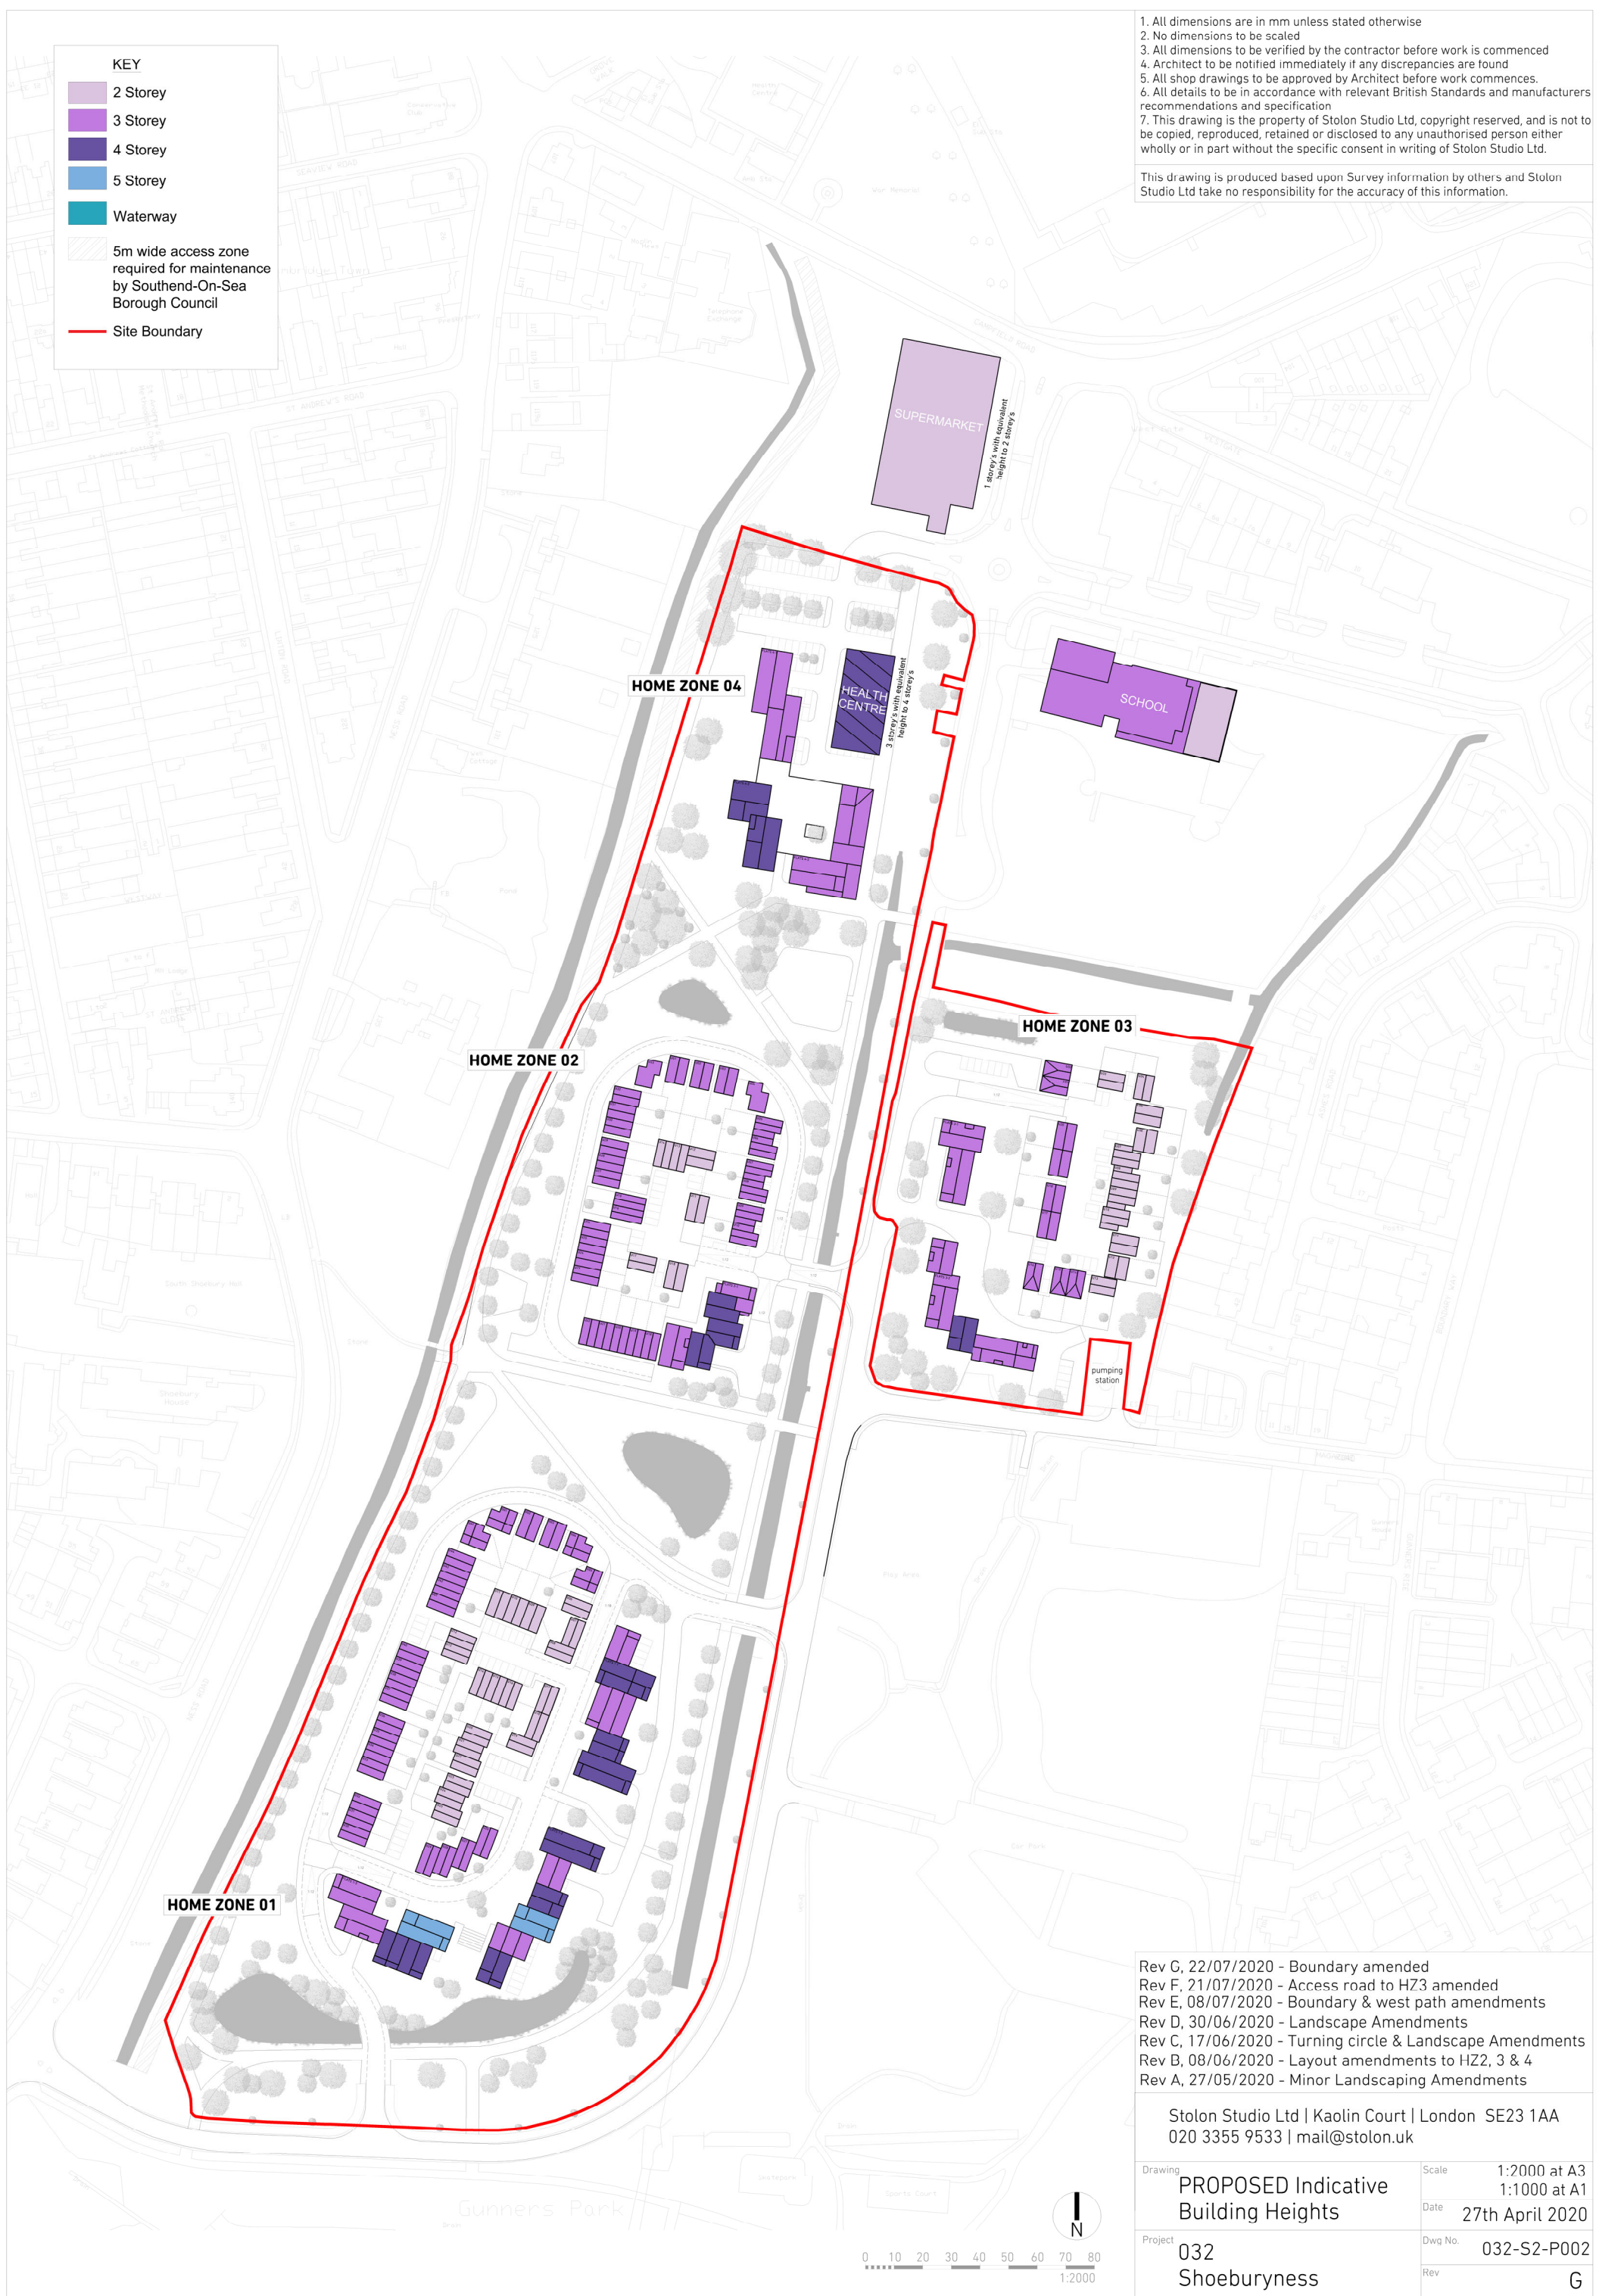 KEY
2 Storey
3 Storey
4 Storey
5 Storey
Waterway
5m wide access zone
required for maintenance
by Southend-On-Sea
Borough Council
Site Boundary
1. All dimensions are in mm unless stated otherwise
2. No dimensions to be scaled
3. All dimensions to be verified by the contractor before work is commenced
4. Architect to be notified immediately if any discrepancies are found
5. All shop drawings to be approved by Architect before work commences.
6. All details to be in accordance with relevant British Standards and manufacturers
recommendations and specification
7. This drawing is the property of Stolon Studio Ltd, copyright reserved, and is not to
be copied, reproduced, retained or disclosed to any unauthorised person either
wholly or in part without the specific consent in writing of Stolon Studio Ltd.
This drawing is produced based upon Survey information by others and Stolon
Studio Ltd take no responsibility for the accuracy of this information.
SEAVIEW ROAD
CAMPFIELD ROAD
SUPERMARKET
1 storey's with equivalent
height to 2 storey's
HOME ZONE 04
HEALTH
CENTRE
3 storey's with equivalent
height to 4 storey's
SCHOOL
HOME ZONE 03
HOME ZONE 02
pumping
station
Play Area
Car Park
HOME ZONE 01
Gunners Park
Sports Court
N
0 10 20 30 40 50 60 70 80
1:2000
Rev G, 22/07/2020 - Boundary amended
Rev F, 21/07/2020 - Access road to HZ3 amended
Rev E, 08/07/2020 - Boundary & west path amendments
Rev D, 30/06/2020 - Landscape Amendments
Rev C, 17/06/2020 - Turning circle & Landscape Amendments
Rev B, 08/06/2020 - Layout amendments to HZ2, 3 & 4
Rev A, 27/05/2020 - Minor Landscaping Amendments
Stolon Studio Ltd | Kaolin Court | London SE23 1AA
020 3355 9533 | mail@stolon.uk
Drawing
PROPOSED Indicative
Building Heights
Scale
1:2000 at A3
1:1000 at A1
Date
27th April 2020
Project
032
Shoeburyness
Dwg No.
032-S2-P002
Rev
G